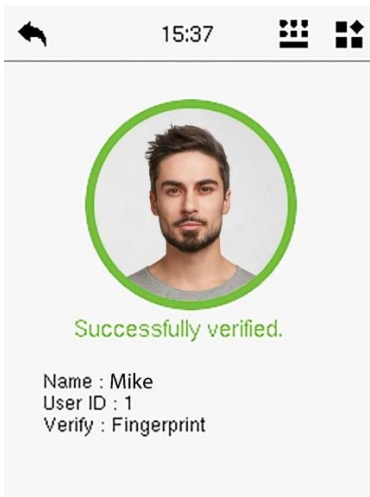 15:37
Successfully verified.
Name : Mike
User ID : 1
Verify : Fingerprint